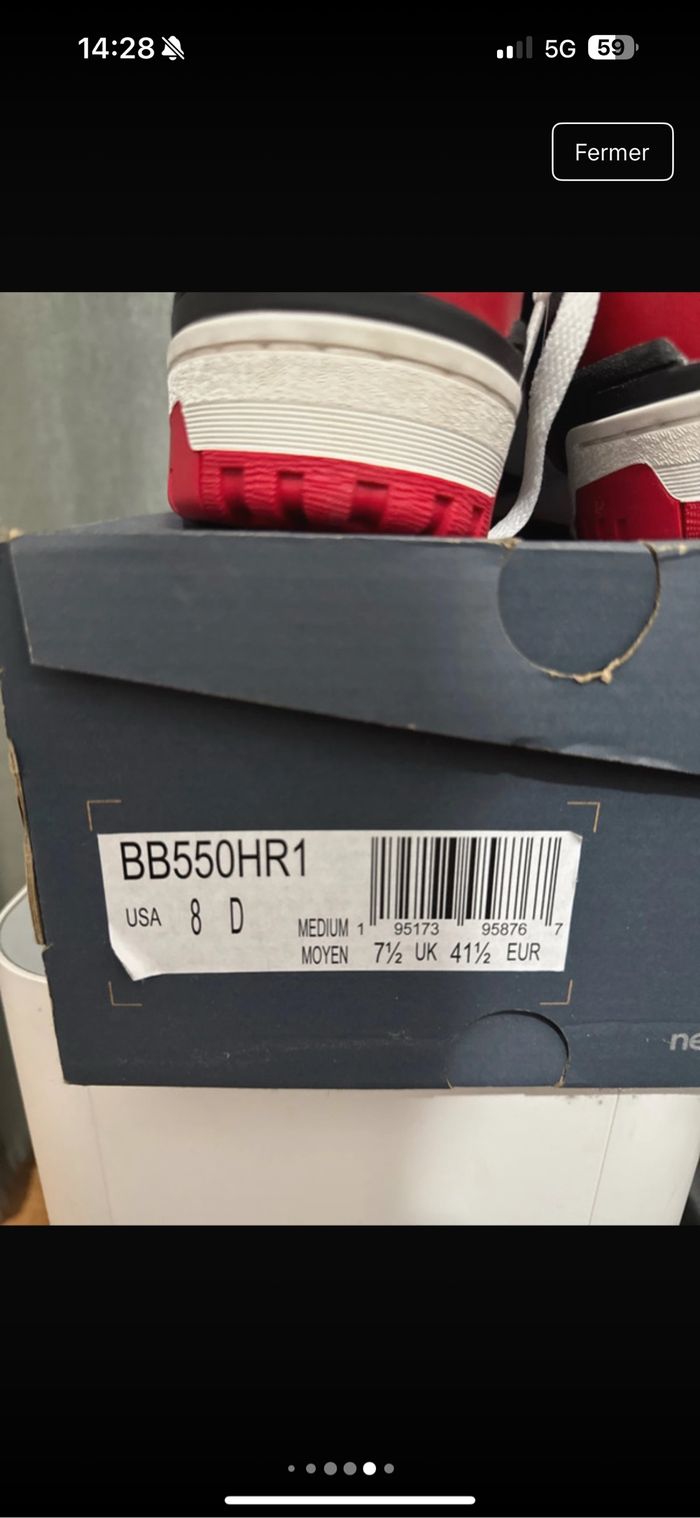 14:28
5G 59
Fermer
BB550HR1
USA 8 D
MEDIUM 1 95173 95876 7
MOYEN 7½ UK 41½ EUR
ne